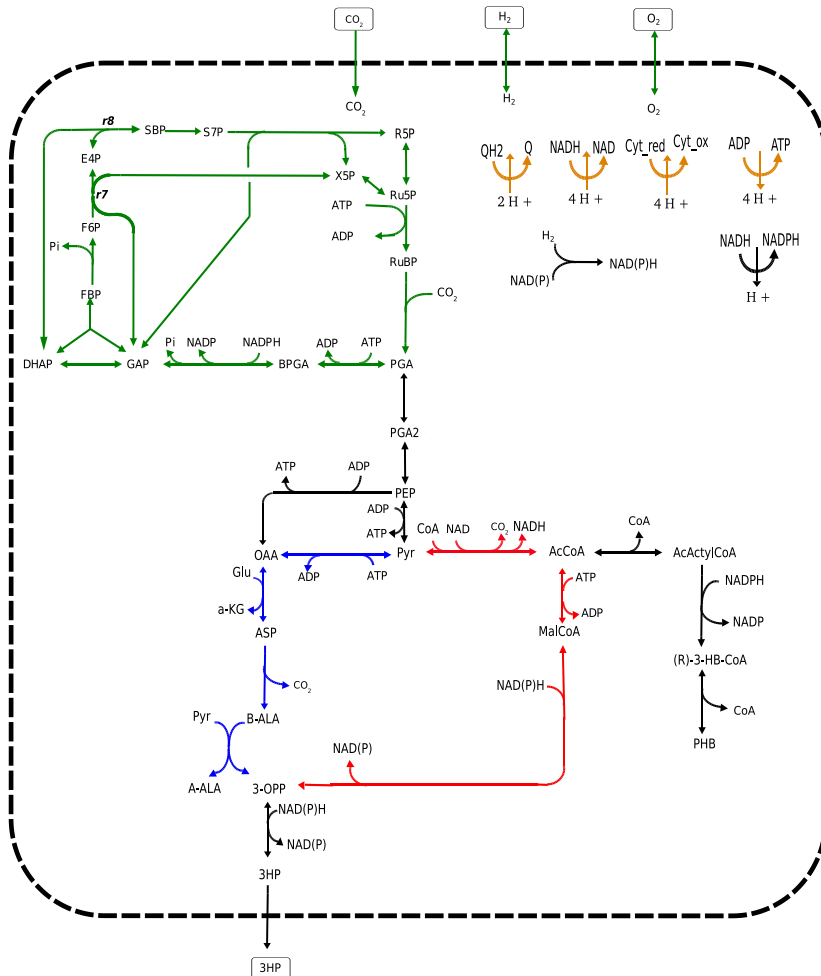 CO2
H2
O2
CO2
H2
O2
r8
SBP
S7P
R5P
E4P
X5P
r7
Ru5P
ATP
F6P
Pi
ADP
RuBP
FBP
CO2
QH2
Q
2 H +
NADH
NAD
4 H +
Cyt_red
Cyt_ox
4 H +
ADP
ATP
4 H +
H2
NAD(P)
NAD(P)H
NADH
NADPH
H +
DHAP
GAP
Pi
NADP
NADPH
BPGA
ADP
ATP
PGA
PGA2
ATP
ADP
PEP
ADP
ATP
OAA
ADP
ATP
Pyr
CoA
NAD
CO2
NADH
AcCoA
CoA
AcActylCoA
Glu
a-KG
ASP
ATP
ADP
MalCoA
NADPH
NADP
(R)-3-HB-CoA
CO2
NAD(P)H
CoA
Pyr
B-ALA
PHB
NAD(P)
A-ALA
3-OPP
NAD(P)H
NAD(P)
3HP
3HP